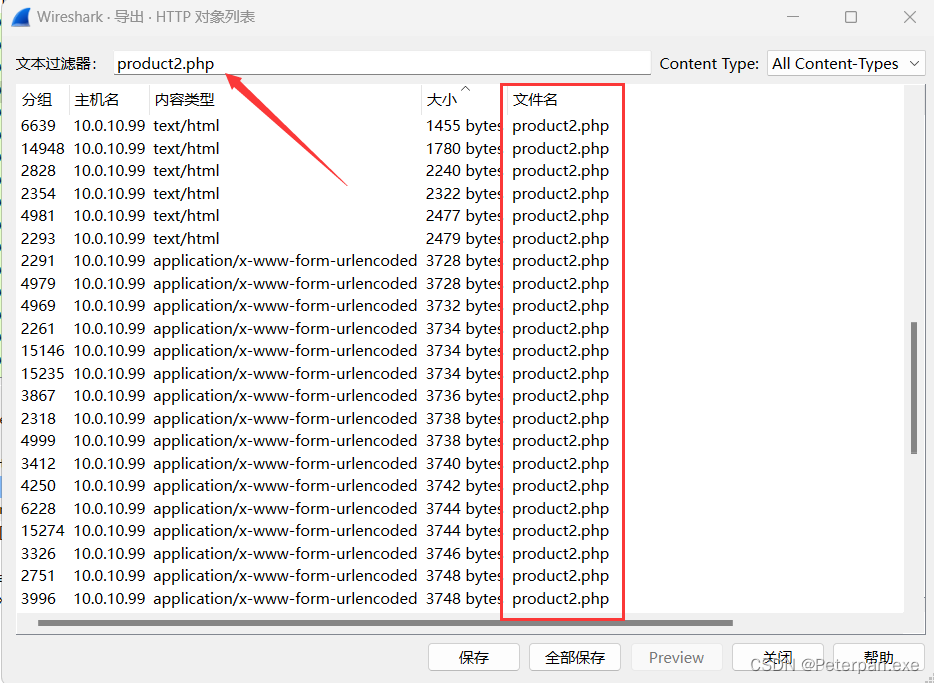 Wireshark · 导出 · HTTP 对象列表
文本过滤器: product2.php Content Type: All Content-Types
分组 主机名 内容类型 大小 文件名
6639 10.0.10.99 text/html 1455 bytes product2.php
14948 10.0.10.99 text/html 1780 bytes product2.php
2828 10.0.10.99 text/html 2240 bytes product2.php
2354 10.0.10.99 text/html 2322 bytes product2.php
4981 10.0.10.99 text/html 2477 bytes product2.php
2293 10.0.10.99 text/html 2479 bytes product2.php
2291 10.0.10.99 application/x-www-form-urlencoded 3728 bytes product2.php
4979 10.0.10.99 application/x-www-form-urlencoded 3728 bytes product2.php
4969 10.0.10.99 application/x-www-form-urlencoded 3732 bytes product2.php
2261 10.0.10.99 application/x-www-form-urlencoded 3734 bytes product2.php
15146 10.0.10.99 application/x-www-form-urlencoded 3734 bytes product2.php
15235 10.0.10.99 application/x-www-form-urlencoded 3734 bytes product2.php
3867 10.0.10.99 application/x-www-form-urlencoded 3736 bytes product2.php
2318 10.0.10.99 application/x-www-form-urlencoded 3738 bytes product2.php
4999 10.0.10.99 application/x-www-form-urlencoded 3738 bytes product2.php
3412 10.0.10.99 application/x-www-form-urlencoded 3740 bytes product2.php
4250 10.0.10.99 application/x-www-form-urlencoded 3742 bytes product2.php
6228 10.0.10.99 application/x-www-form-urlencoded 3744 bytes product2.php
15274 10.0.10.99 application/x-www-form-urlencoded 3744 bytes product2.php
3326 10.0.10.99 application/x-www-form-urlencoded 3746 bytes product2.php
2751 10.0.10.99 application/x-www-form-urlencoded 3748 bytes product2.php
3996 10.0.10.99 application/x-www-form-urlencoded 3748 bytes product2.php
保存 全部保存 Preview 关闭 帮助
CSDN @Peterpan.exe